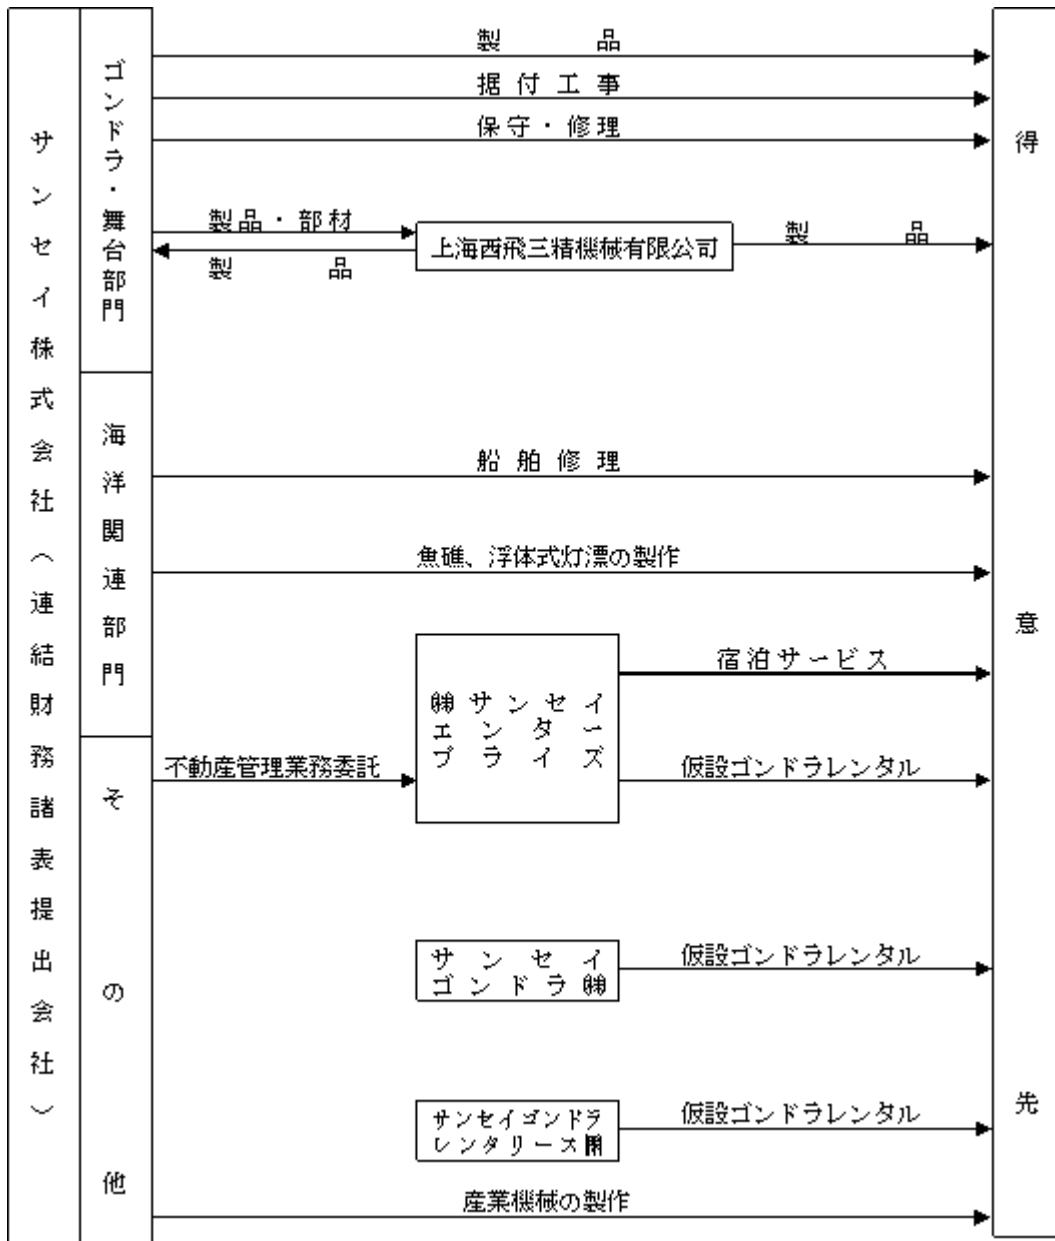 サンセイ株式会社（連結財務諸表提出会社）
ゴンドラ・舞台部門
製品
据付工事
保守・修理
製品・部材
製品
上海西飛三精機械有限公司
製品
海洋関連部門
船舶修理
魚礁、浮体式灯漂の製作
その他
不動産管理業務委託
㈱サンセイ
エンター
プライズ
宿泊サービス
仮設ゴンドラレンタル
サンセイ
ゴンドラ㈱
仮設ゴンドラレンタル
サンセイゴンドラ
レンタリース㈲
仮設ゴンドラレンタル
産業機械の製作
得意先